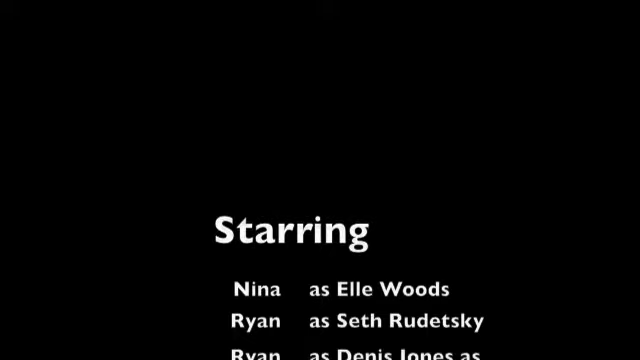 Starring
Nina as Elle Woods
Ryan as Seth Rudetsky
Ryan as Denis Jones as